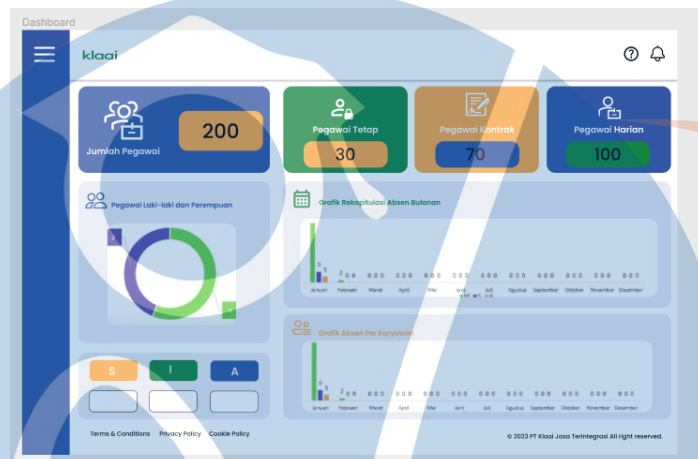 Dashboard
klaai
Jumlah Pegawai
200
Pegawai Tetap
30
Pegawai Kontrak
70
Pegawai Harian
100
Pegawai Laki-laki dan Perempuan
Grafik Rekapitulasi Absen Bulanan
Januari Februari Maret April Mei Juni Juli Agustus September Oktober November Desember
Grafik Absen Per Karyawan
Januari Februari Maret April Mei Juni Juli Agustus September Oktober November Desember
S I A
Terms & Conditions Privacy Policy Cookie Policy
© 2023 PT Klaai Jasa Terintegrasi All right reserved.